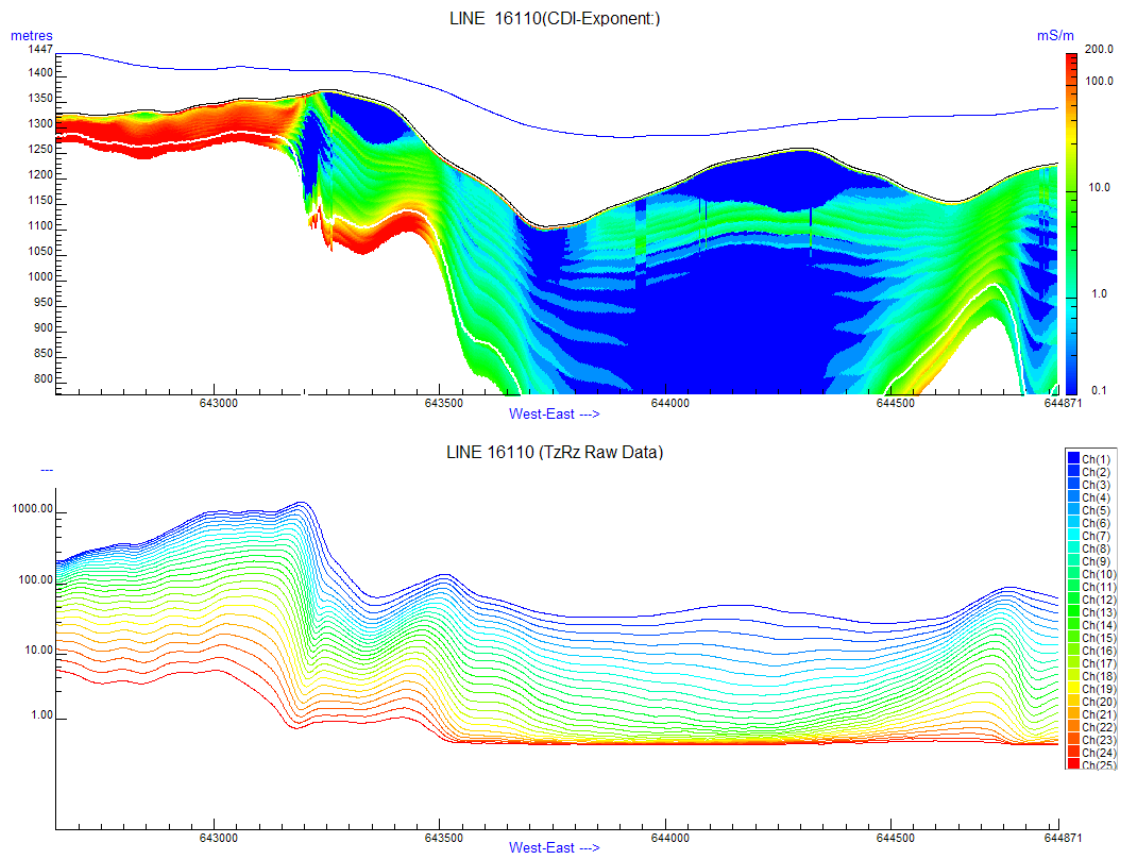 LINE 16110(CDI-Exponent:)
metres
mS/m
1447
1400
1350
1300
1250
1200
1150
1100
1050
1000
950
900
850
800
200.0
100.0
10.0
1.0
0.1
643000
643500
644000
644500
644871
West-East --->
LINE 16110 (TzRz Raw Data)
---
1000.00
100.00
10.00
1.00
Ch(1)
Ch(2)
Ch(3)
Ch(4)
Ch(5)
Ch(6)
Ch(7)
Ch(8)
Ch(9)
Ch(10)
Ch(11)
Ch(12)
Ch(13)
Ch(14)
Ch(15)
Ch(16)
Ch(17)
Ch(18)
Ch(19)
Ch(20)
Ch(21)
Ch(22)
Ch(23)
Ch(24)
Ch(25)
643000
643500
644000
644500
644871
West-East --->